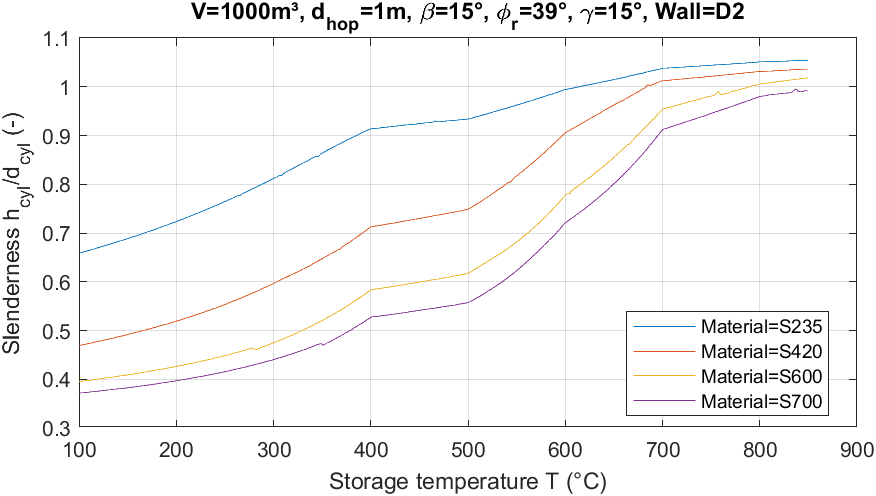 V=1000m³, d_hop=1m, β=15°, ϕ_r=39°, γ=15°, Wall=D2
Slenderness h_cyl/d_cyl (-)
1.1
1
0.9
0.8
0.7
0.6
0.5
0.4
0.3
Material=S235
Material=S420
Material=S600
Material=S700
100 200 300 400 500 600 700 800 900
Storage temperature T (°C)